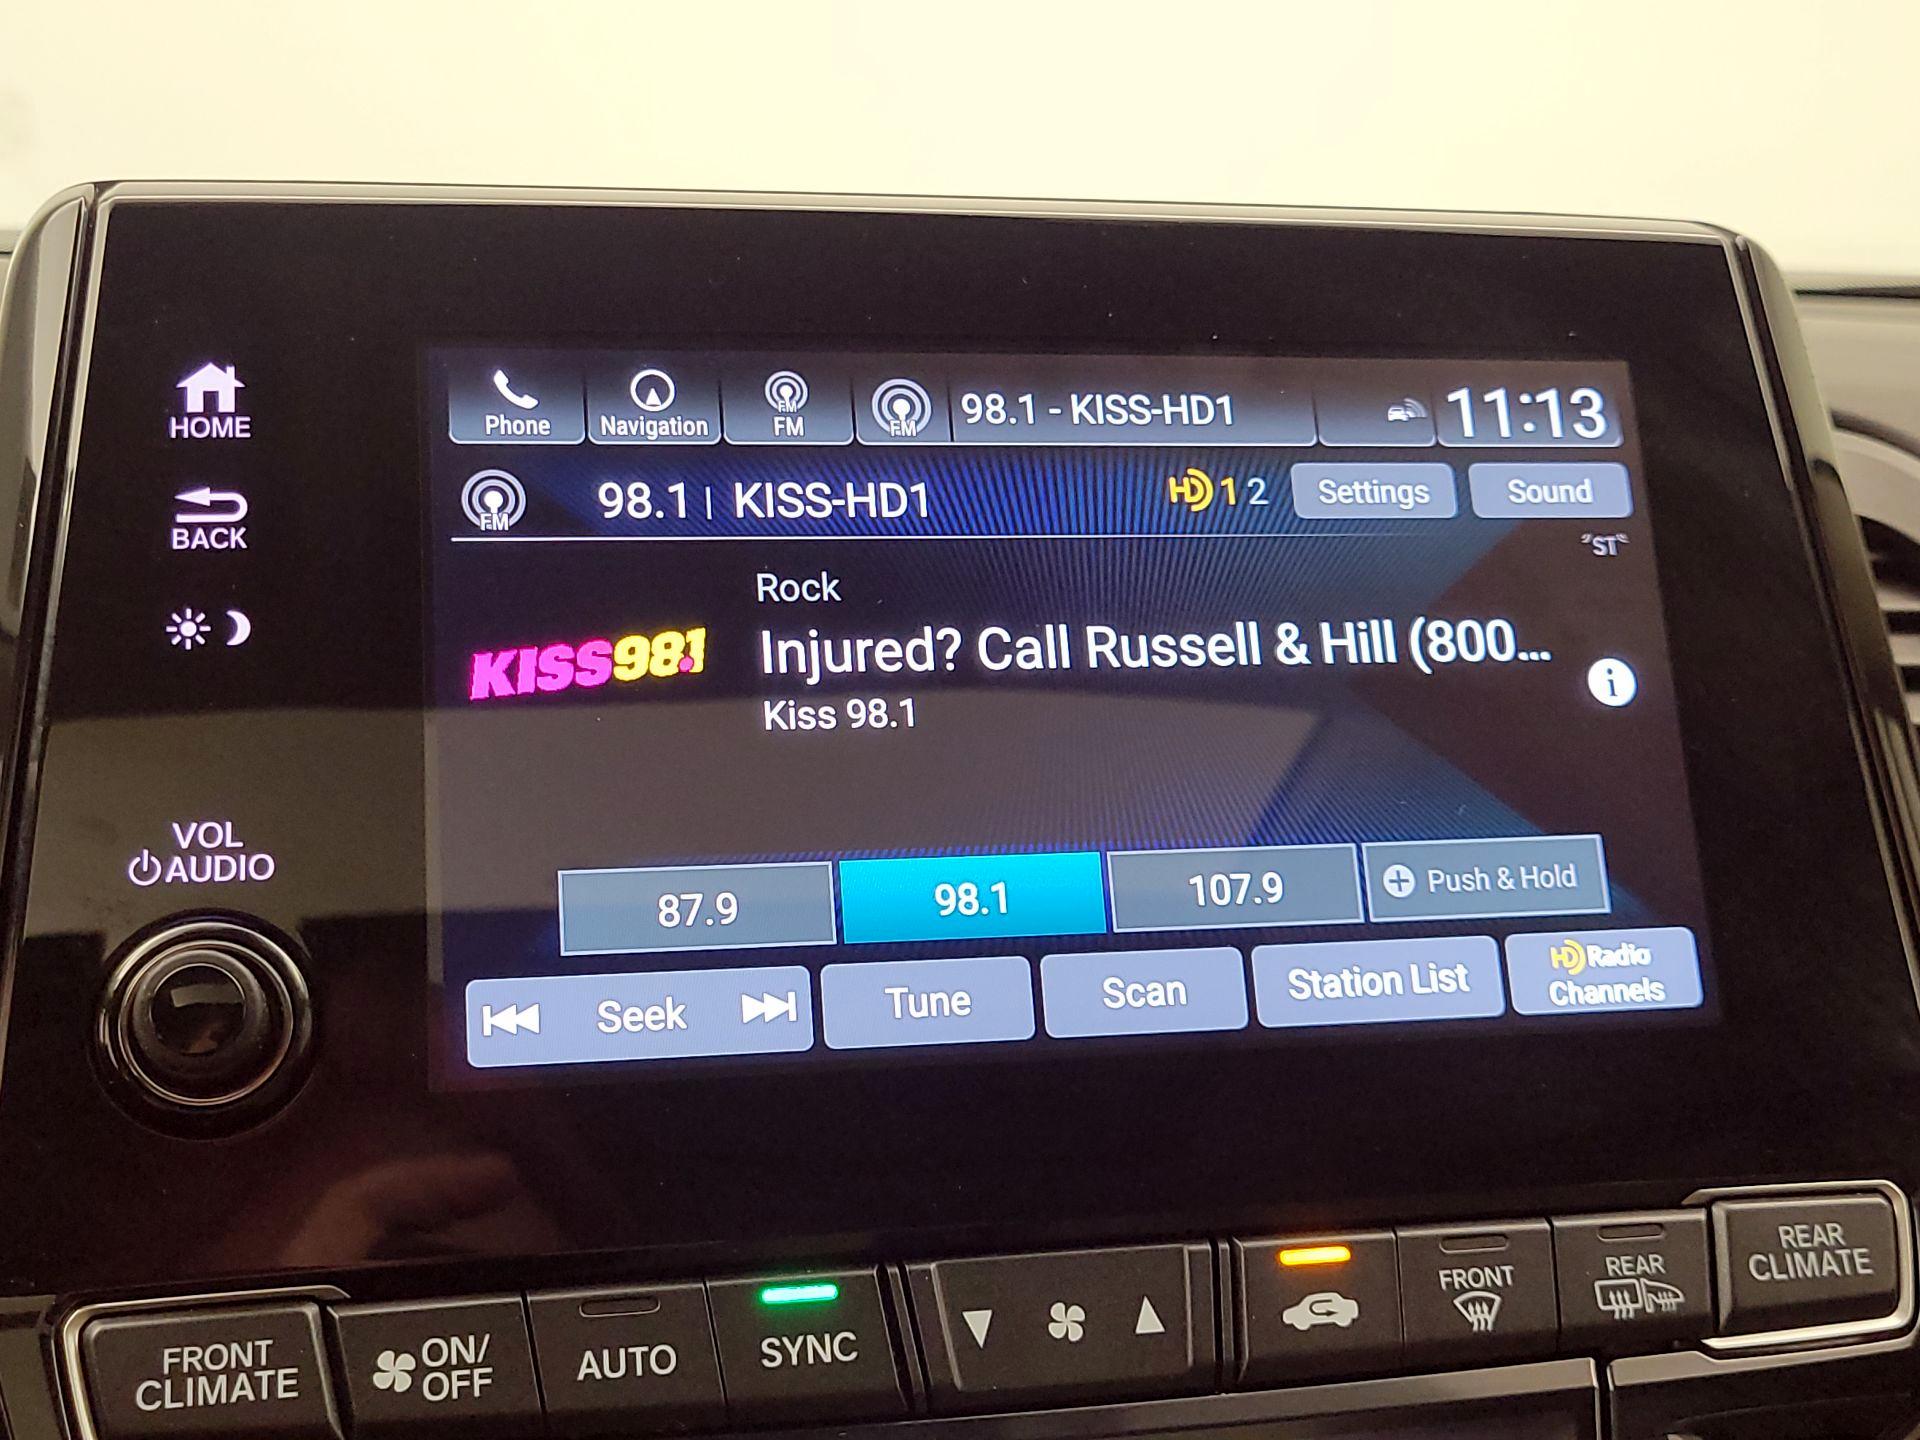 HOME
BACK
VOL
AUDIO
Phone
Navigation
FM
FM
FM
98.1 - KISS-HD1
11:13
FM
98.1 | KISS-HD1
HD 1 2
Settings
Sound
"ST"
Rock
KISS98.1
Injured? Call Russell & Hill (800...
i
Kiss 98.1
87.9
98.1
107.9
+ Push & Hold
Seek
Tune
Scan
Station List
HD Radio
Channels
FRONT
CLIMATE
ON/
OFF
AUTO
SYNC
FRONT
REAR
REAR
CLIMATE